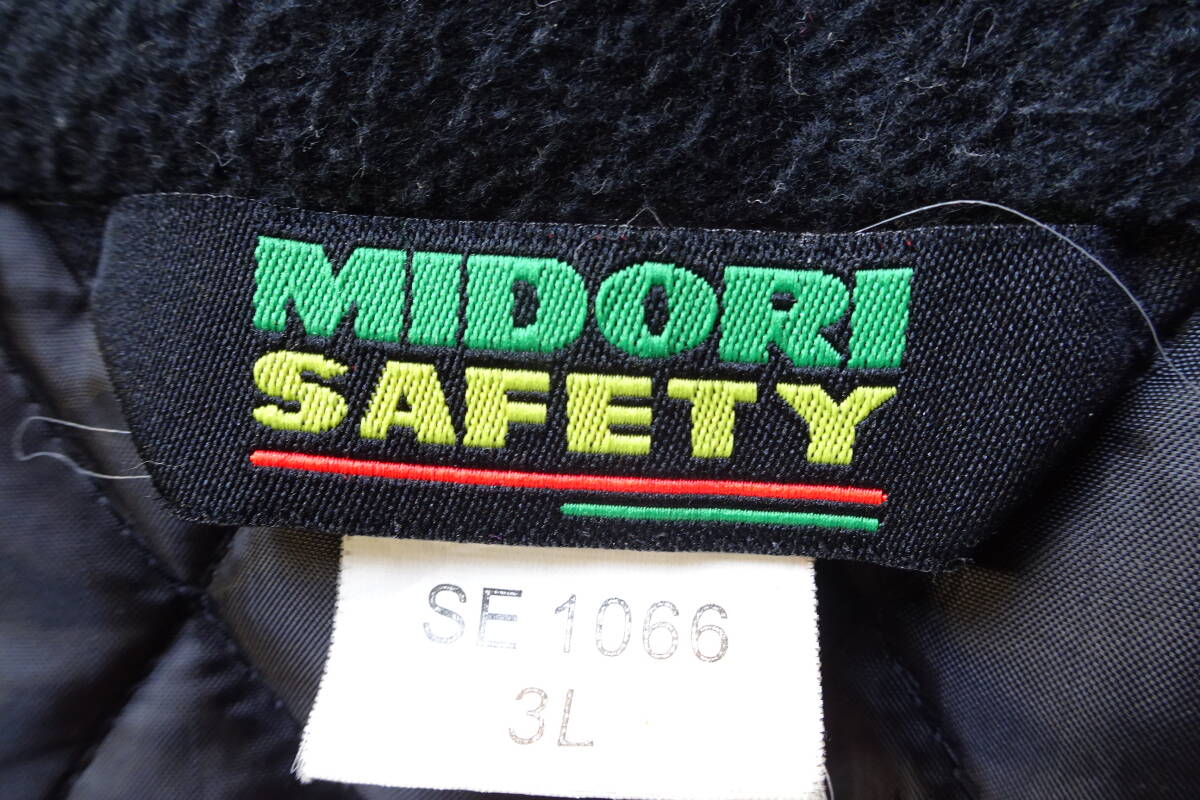 MIDORI
SAFETY
SE 1066
3L